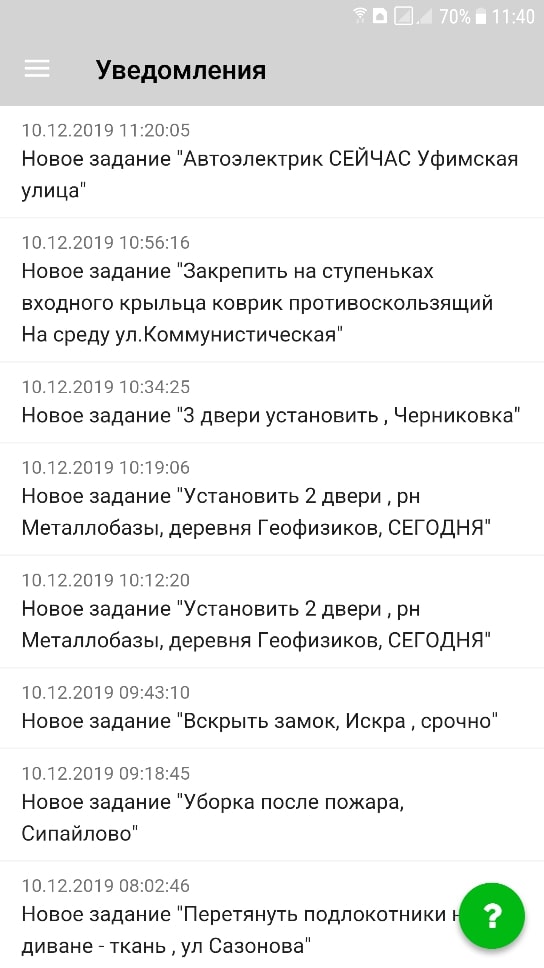 70% 11:40
Уведомления
10.12.2019 11:20:05
Новое задание "Автоэлектрик СЕЙЧАС Уфимская
улица"
10.12.2019 10:56:16
Новое задание "Закрепить на ступеньках
входного крыльца коврик противоскользящий
На среду ул.Коммунистическая"
10.12.2019 10:34:25
Новое задание "3 двери установить , Черниковка"
10.12.2019 10:19:06
Новое задание "Установить 2 двери , рн
Металлобазы, деревня Геофизиков, СЕГОДНЯ"
10.12.2019 10:12:20
Новое задание "Установить 2 двери , рн
Металлобазы, деревня Геофизиков, СЕГОДНЯ"
10.12.2019 09:43:10
Новое задание "Вскрыть замок, Искра , срочно"
10.12.2019 09:18:45
Новое задание "Уборка после пожара,
Сипайлово"
10.12.2019 08:02:46
Новое задание "Перетянуть подлокотники
диване - ткань , ул Сазонова"
?